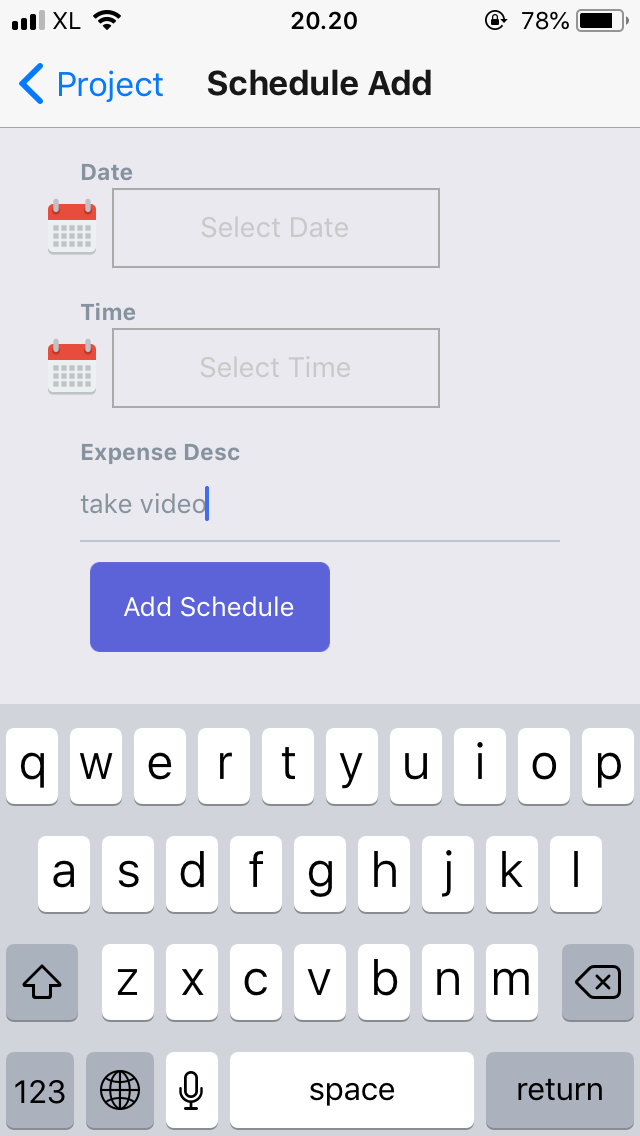 XL 20.20 78%
Project Schedule Add
Date
Select Date
Time
Select Time
Expense Desc
take video
Add Schedule
q w e r t y u i o p
a s d f g h j k l
z x c v b n m
123 space return